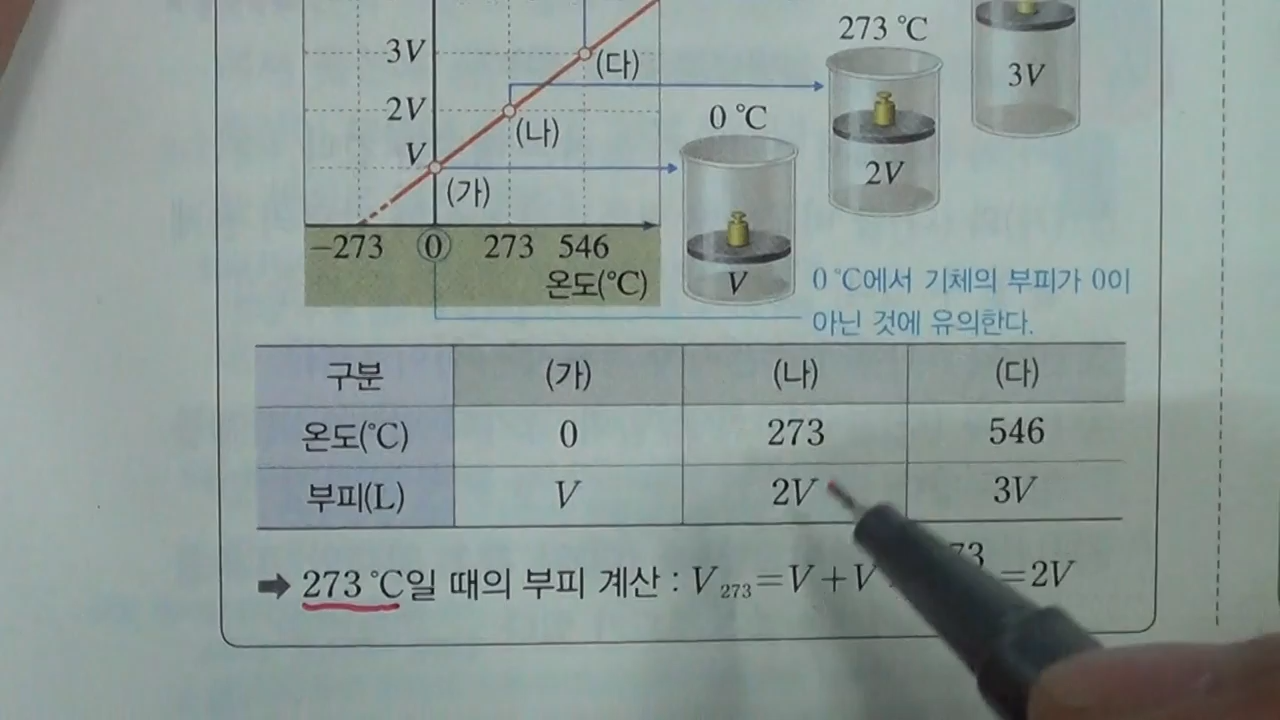 273 ℃
3V
(다)
3V
2V
(나)
0 ℃
2V
V
(가)
-273 0 273 546
온도(℃)
V
0 ℃에서 기체의 부피가 0이
아닌 것에 유의한다.
구분 (가) (나) (다)
온도(℃) 0 273 546
부피(L) V 2V 3V
➡ 273 ℃일 때의 부피 계산 : V₂₇₃=V+V =2V